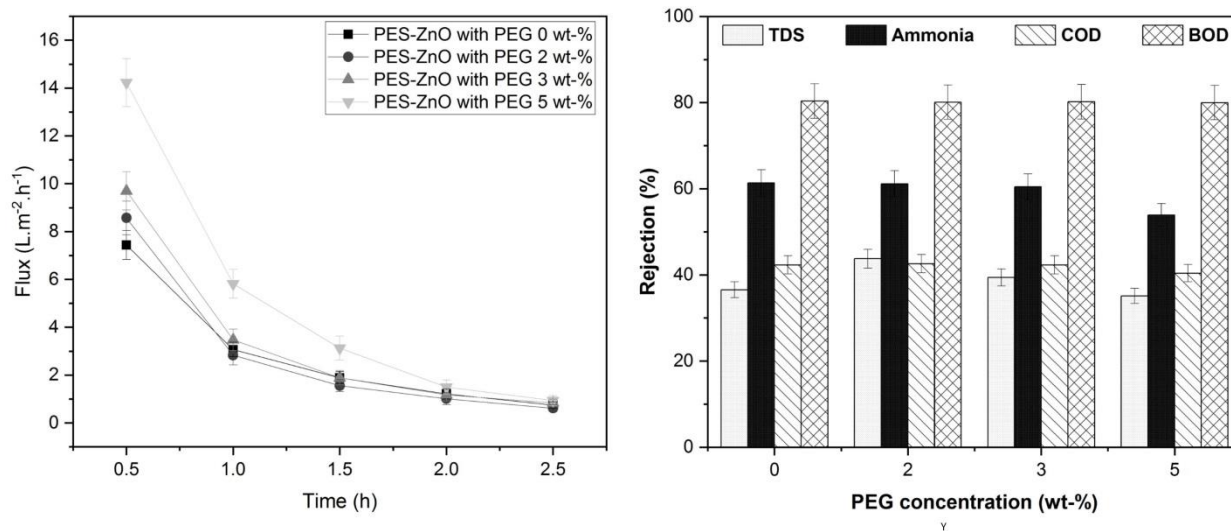 16
14
12
10
8
6
4
2
0
Flux (L.m⁻².h⁻¹)
0.5 1.0 1.5 2.0 2.5
Time (h)
PES-ZnO with PEG 0 wt-%
PES-ZnO with PEG 2 wt-%
PES-ZnO with PEG 3 wt-%
PES-ZnO with PEG 5 wt-%
100
80
60
40
20
0
Rejection (%)
TDS Ammonia COD BOD
0 2 3 5
PEG concentration (wt-%)
Y